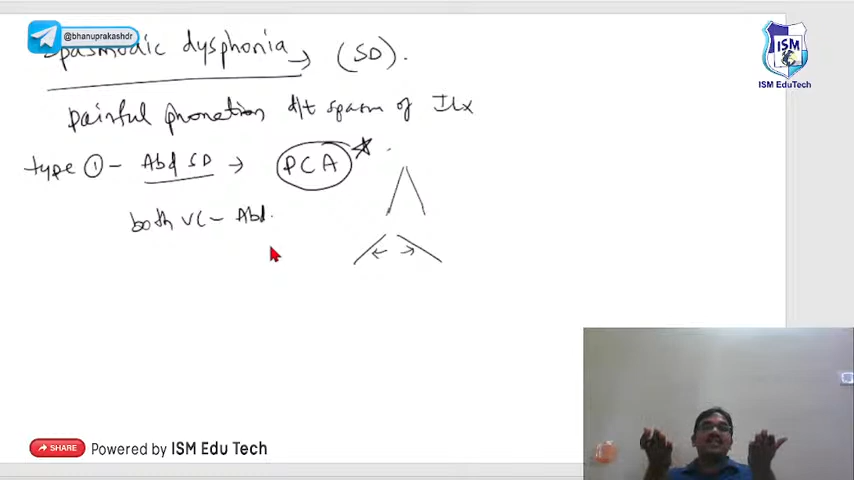 @bhanuprakashdr
Spasmodic dysphonia → (SD).
ISM
ISM EduTech
Painful phonation d/t spasm of ILx
type ① - Abd SD → PCA *
both VC - Abd.
SHARE Powered by ISM Edu Tech